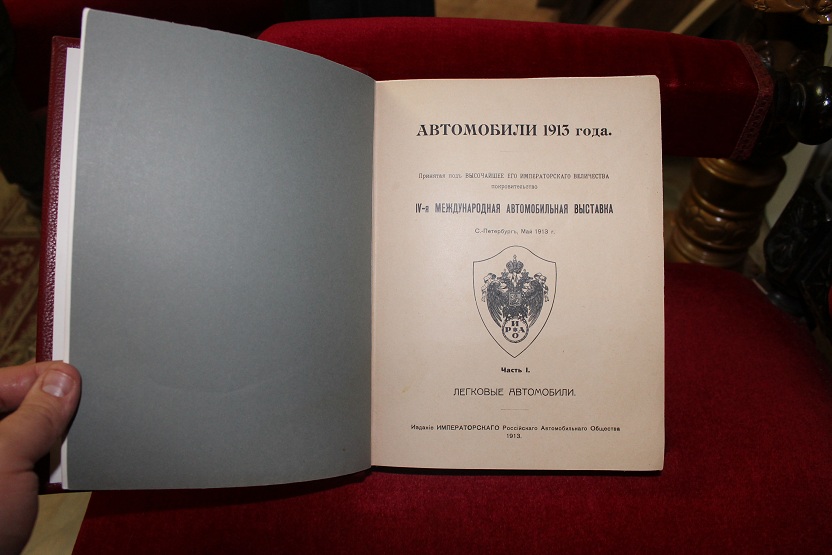 АВТОМОБИЛИ 1913 года.
Принятая подъ ВЫСОЧАЙШЕЕ ЕГО ИМПЕРАТОРСКАГО ВЕЛИЧЕСТВА
покровительство
IV-я МЕЖДУНАРОДНАЯ АВТОМОБИЛЬНАЯ ВЫСТАВКА
С.-Петербургъ, Май 1913 г.
И
Р А
О
Часть I.
ЛЕГКОВЫЕ АВТОМОБИЛИ.
Изданіе ИМПЕРАТОРСКАГО Россійскаго Автомобильнаго Общества
1913.